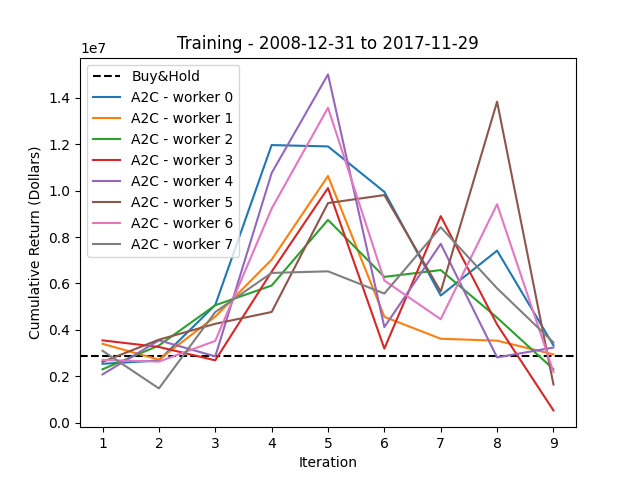 Training - 2008-12-31 to 2017-11-29
1e7
Buy&Hold
A2C - worker 0
A2C - worker 1
A2C - worker 2
A2C - worker 3
A2C - worker 4
A2C - worker 5
A2C - worker 6
A2C - worker 7
Cumulative Return (Dollars)
1.4
1.2
1.0
0.8
0.6
0.4
0.2
0.0
1 2 3 4 5 6 7 8 9
Iteration